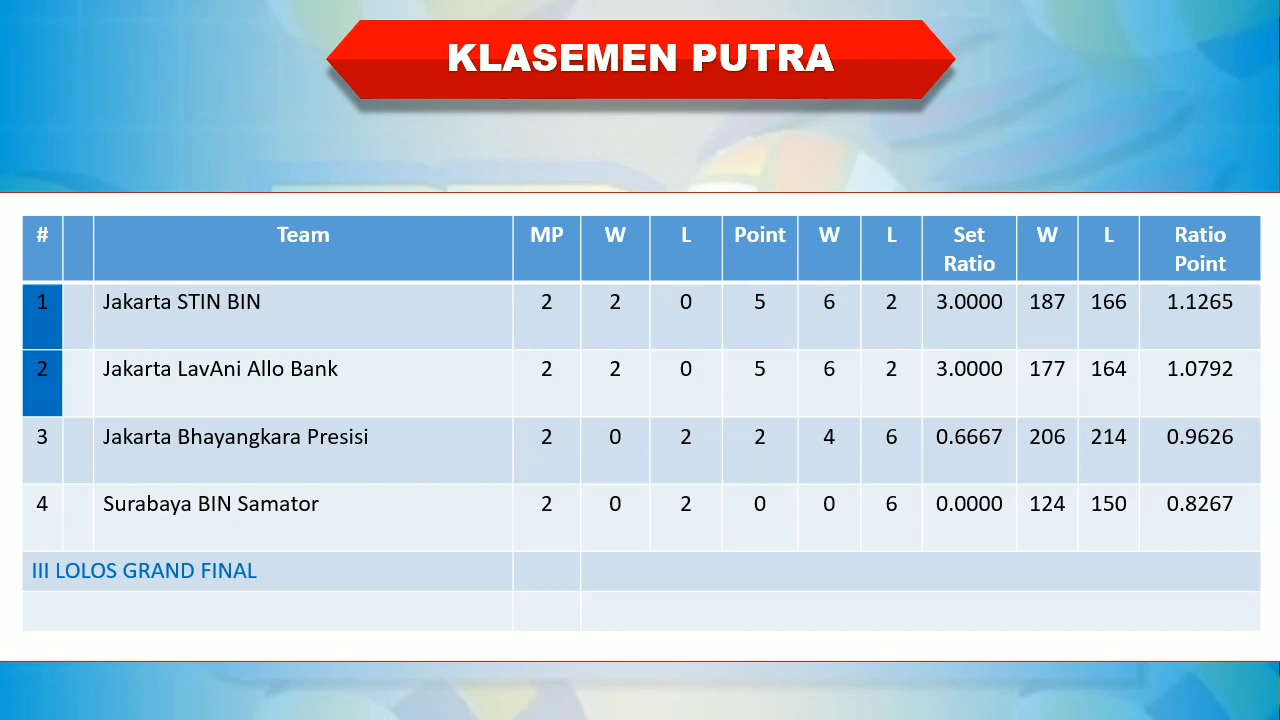 KLASEMEN PUTRA
# Team MP W L Point W L Set Ratio W L Ratio Point
1 Jakarta STIN BIN 2 2 0 5 6 2 3.0000 187 166 1.1265
2 Jakarta LavAni Allo Bank 2 2 0 5 6 2 3.0000 177 164 1.0792
3 Jakarta Bhayangkara Presisi 2 0 2 2 4 6 0.6667 206 214 0.9626
4 Surabaya BIN Samator 2 0 2 0 0 6 0.0000 124 150 0.8267
III LOLOS GRAND FINAL